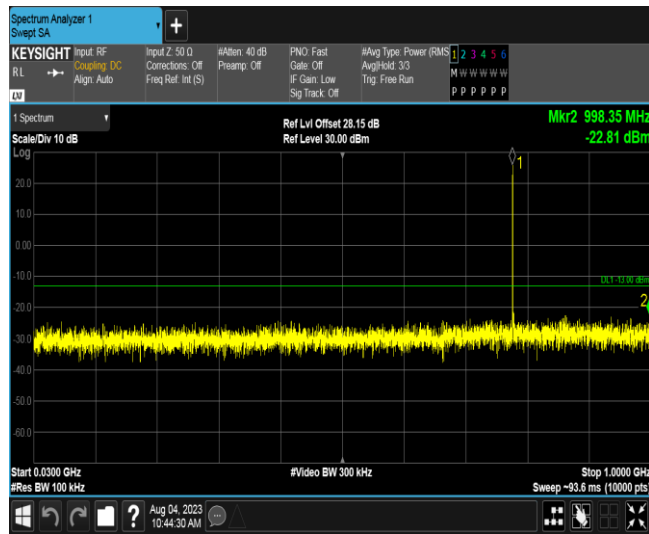 Spectrum Analyzer 1
Swept SA
+
KEYSIGHT
RL
LXI
Input: RF
Coupling: DC
Align: Auto
Input Z: 50 Ω
Corrections: Off
Freq Ref: Int (S)
#Atten: 40 dB
Preamp: Off
PNO: Fast
Gate: Off
IF Gain: Low
Sig Track: Off
#Avg Type: Power (RMS
Avg|Hold: 3/3
Trig: Free Run
1 2 3 4 5 6
M W W W W W
P P P P P P
1 Spectrum
Scale/Div 10 dB
Log
Ref Lvl Offset 28.15 dB
Ref Level 30.00 dBm
Mkr2 998.35 MHz
-22.81 dBm
1
20.0
10.0
0.00
-10.0
DL1 -13.00 dBm
2
-20.0
-30.0
-40.0
-50.0
-60.0
Start 0.0300 GHz
#Res BW 100 kHz
#Video BW 300 kHz
Stop 1.0000 GHz
Sweep ~93.6 ms (10000 pts)
?
Aug 04, 2023
10:44:30 AM